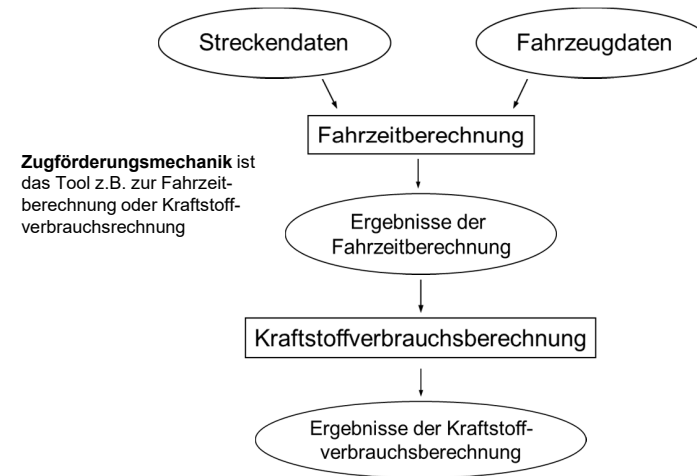 Streckendaten
Fahrzeugdaten
Fahrzeitberechnung
Zugförderungsmechanik ist
das Tool z.B. zur Fahrzeit-
berechnung oder Kraftstoff-
verbrauchsrechnung
Ergebnisse der
Fahrzeitberechnung
Kraftstoffverbrauchsberechnung
Ergebnisse der Kraftstoff-
verbrauchsberechnung